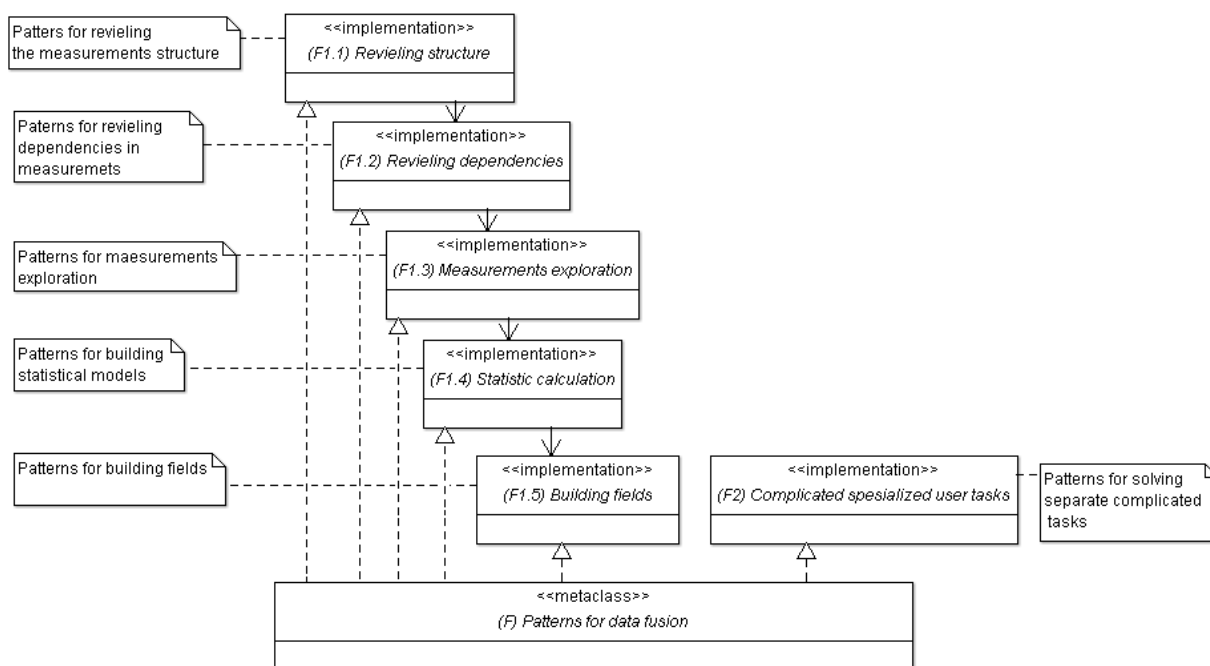 Patters for revieling
the measurements structure
<<implementation>>
(F1.1) Revieling structure
Paterns for revieling
dependencies in
measuremets
<<implementation>>
(F1.2) Revieling dependencies
Patterns for maesurements
exploration
<<implementation>>
(F1.3) Measurements exploration
Patterns for building
statistical models
<<implementation>>
(F1.4) Statistic calculation
Patterns for building fields
<<implementation>>
(F1.5) Building fields
<<implementation>>
(F2) Complicated spesialized user tasks
Patterns for solving
separate complicated
tasks
<<metaclass>>
(F) Patterns for data fusion